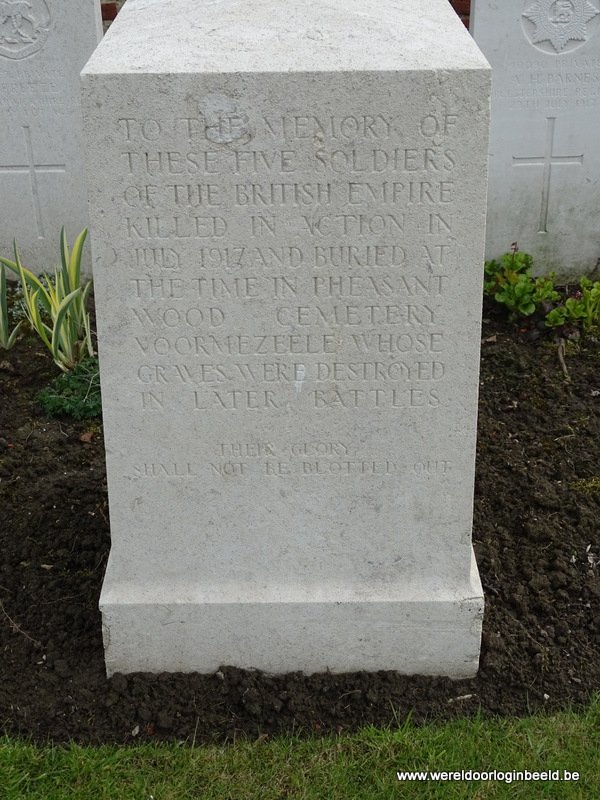 TO THE MEMORY OF
THESE FIVE SOLDIERS
OF THE BRITISH EMPIRE
KILLED IN ACTION IN
JULY 1917 AND BURIED AT
THE TIME IN PHEASANT
WOOD CEMETERY
VOORMEZEELE WHOSE
GRAVES WERE DESTROYED
IN LATER BATTLES
THEIR GLORY
SHALL NOT BE BLOTTED OUT
A. H. BARNES
www.wereldoorloginbeeld.be